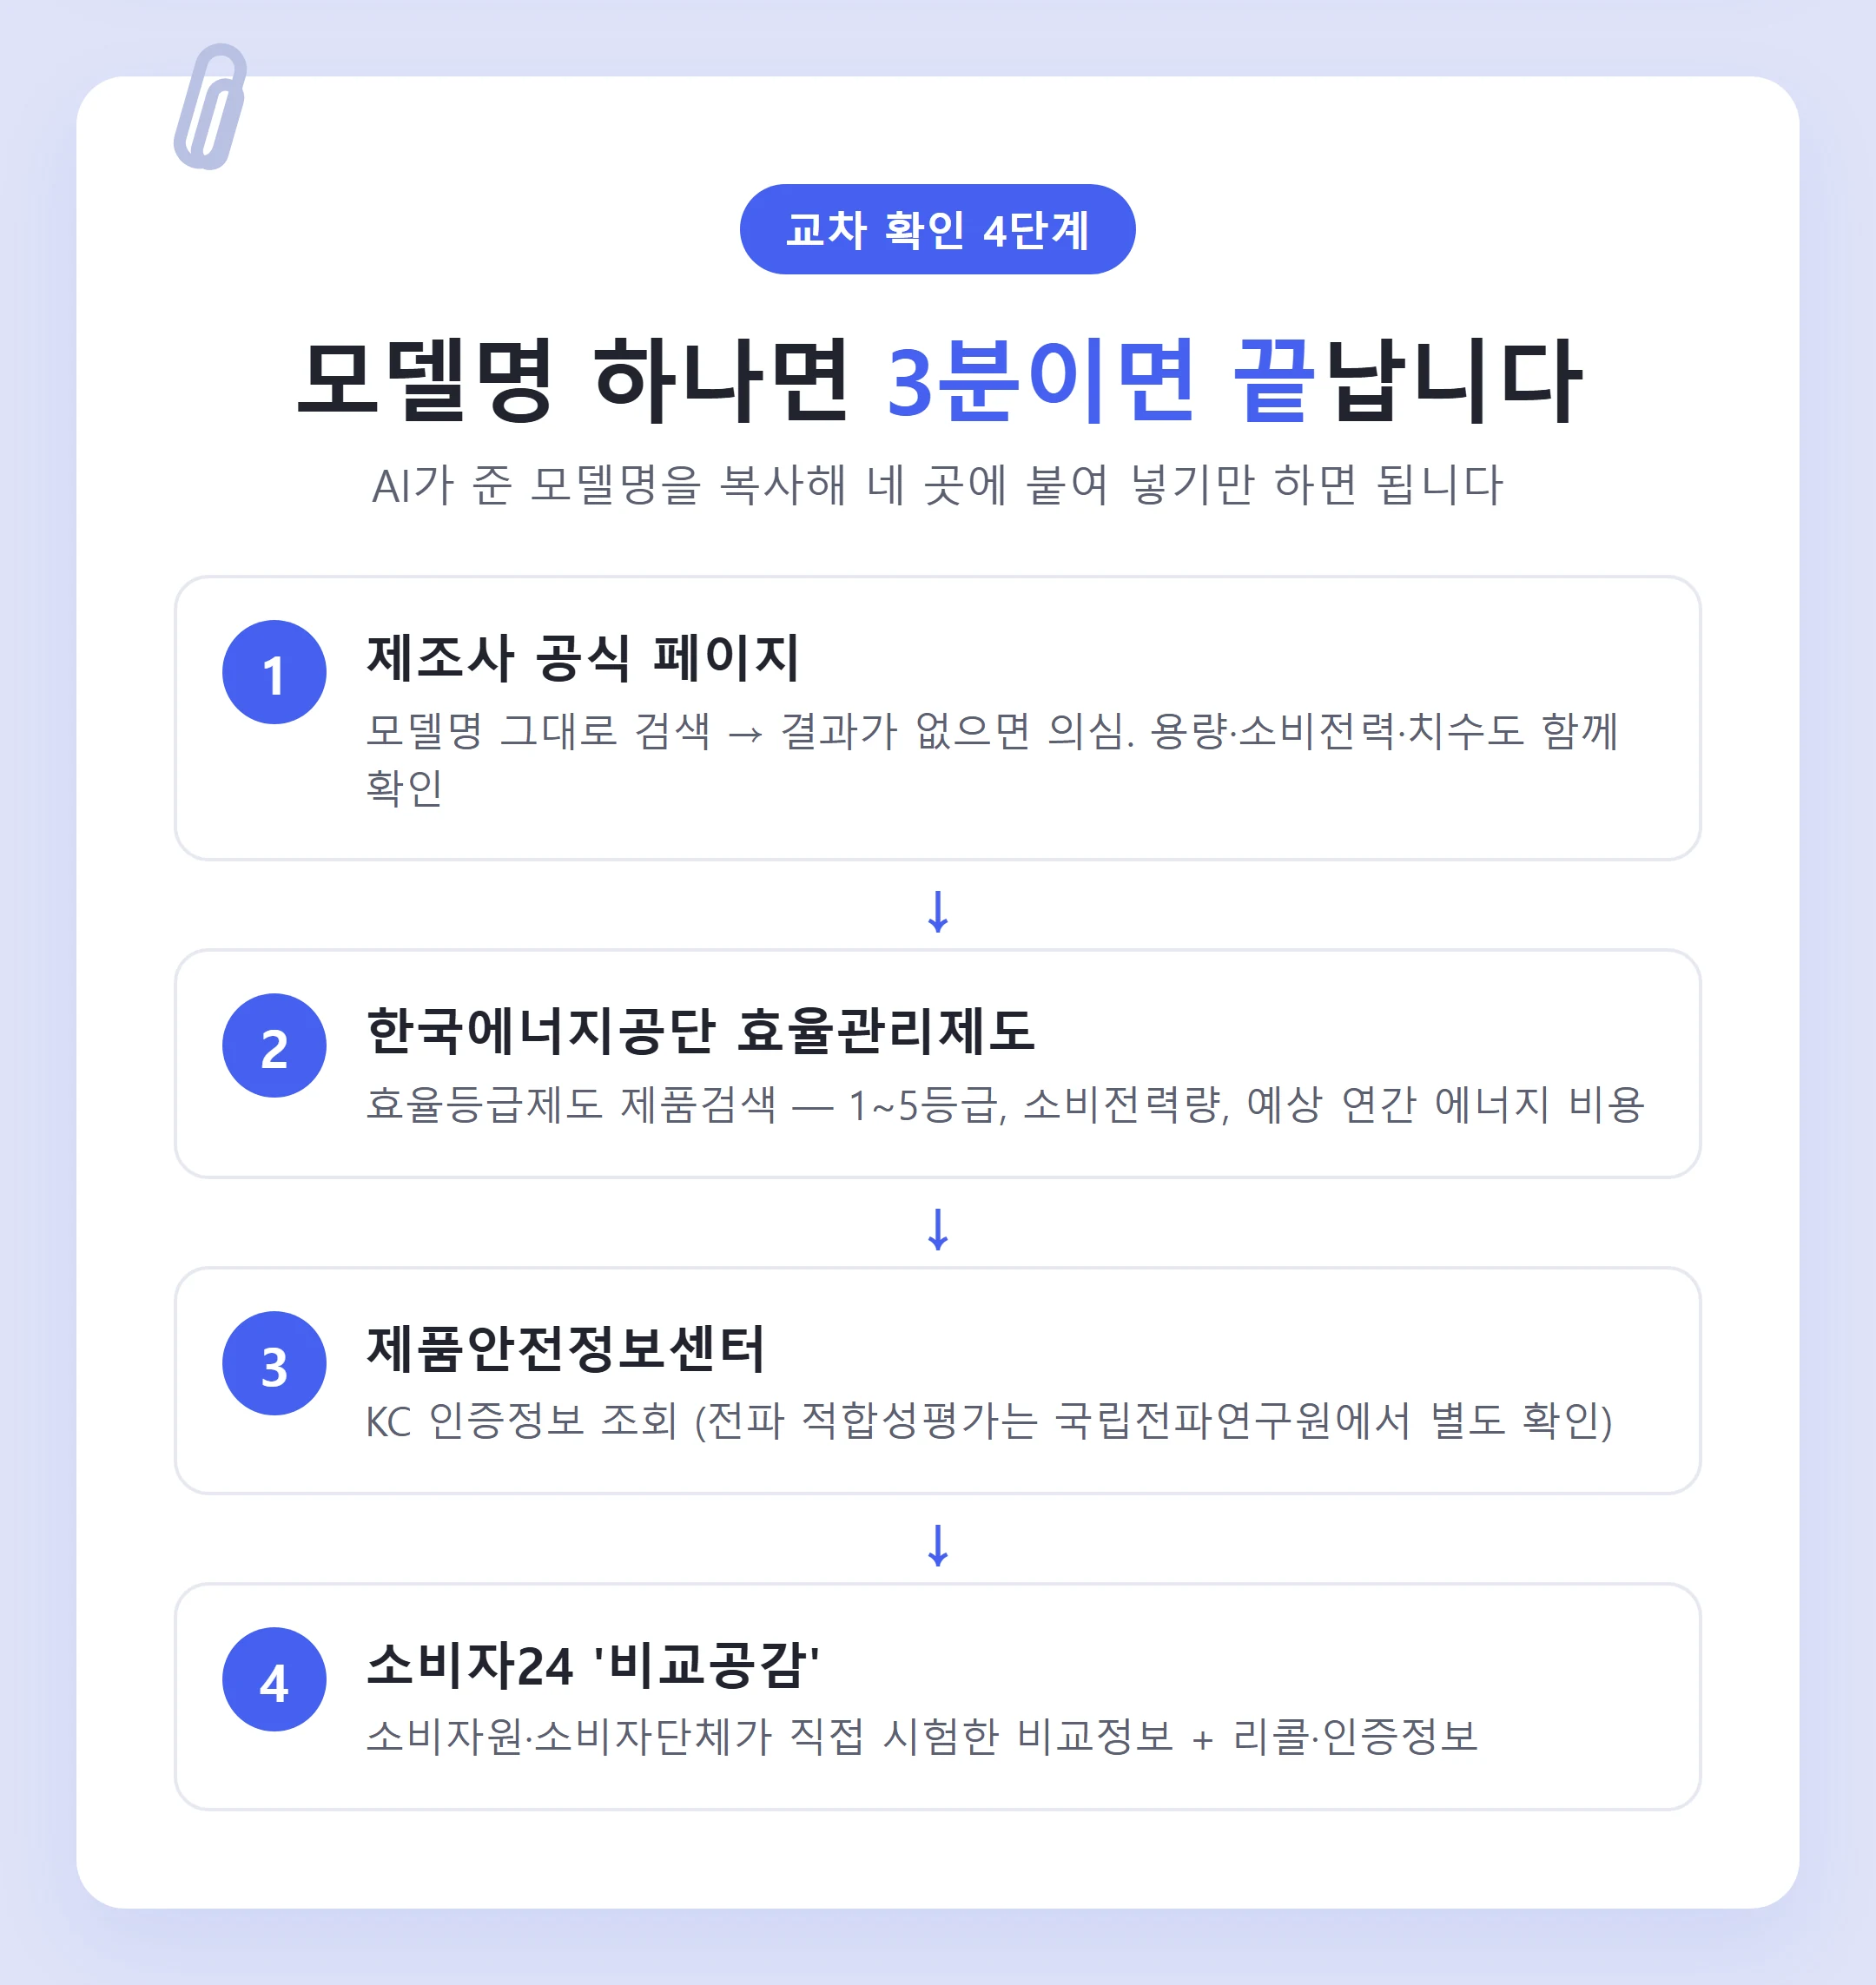 교차 확인 4단계
모델명 하나면 3분이면 끝납니다
AI가 준 모델명을 복사해 네 곳에 붙여 넣기만 하면 됩니다
1
제조사 공식 페이지
모델명 그대로 검색 → 결과가 없으면 의심. 용량·소비전력·치수도 함께
확인
↓
2
한국에너지공단 효율관리제도
효율등급제도 제품검색 — 1~5등급, 소비전력량, 예상 연간 에너지 비용
↓
3
제품안전정보센터
KC 인증정보 조회 (전파 적합성평가는 국립전파연구원에서 별도 확인)
↓
4
소비자24 '비교공감'
소비자원·소비자단체가 직접 시험한 비교정보 + 리콜·인증정보